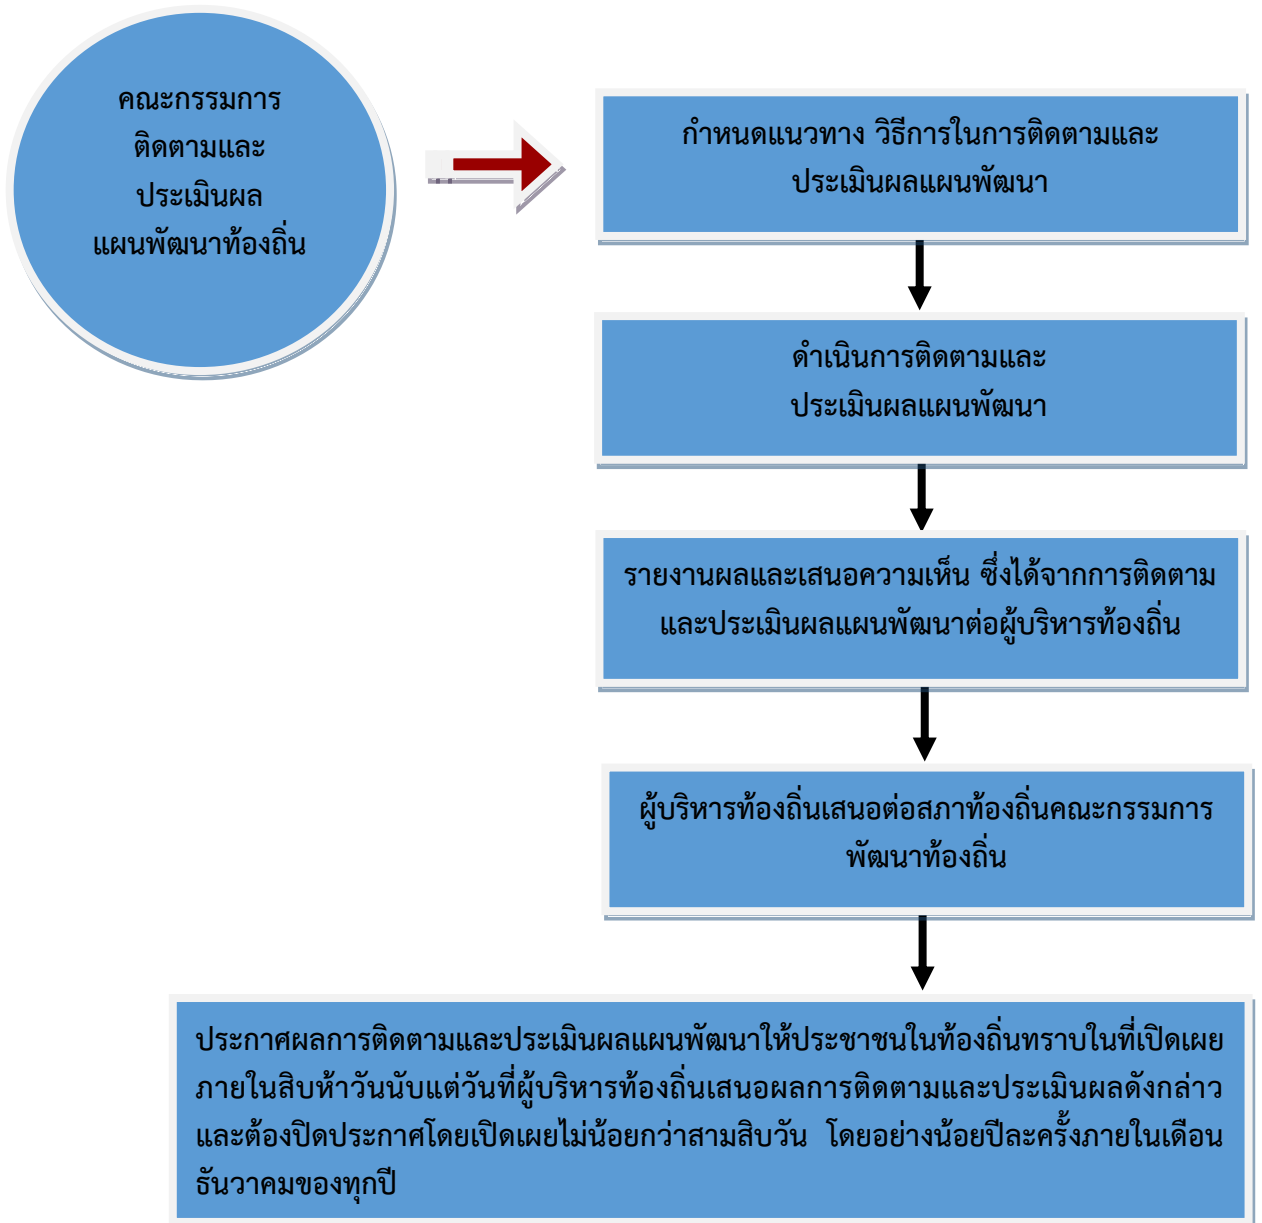 คณะกรรมการ
ติดตามและ
ประเมินผล
แผนพัฒนาท้องถิ่น
กำหนดแนวทาง วิธีการในการติดตามและ
ประเมินผลแผนพัฒนา
ดำเนินการติดตามและ
ประเมินผลแผนพัฒนา
รายงานผลและเสนอความเห็น ซึ่งได้จากการติดตาม
และประเมินผลแผนพัฒนาต่อผู้บริหารท้องถิ่น
ผู้บริหารท้องถิ่นเสนอต่อสภาท้องถิ่นคณะกรรมการ
พัฒนาท้องถิ่น
ประกาศผลการติดตามและประเมินผลแผนพัฒนาให้ประชาชนในท้องถิ่นทราบในที่เปิดเผย
ภายในสิบห้าวันนับแต่วันที่ผู้บริหารท้องถิ่นเสนอผลการติดตามและประเมินผลดังกล่าว
และต้องปิดประกาศโดยเปิดเผยไม่น้อยกว่าสามสิบวัน โดยอย่างน้อยปีละครั้งภายในเดือน
ธันวาคมของทุกปี